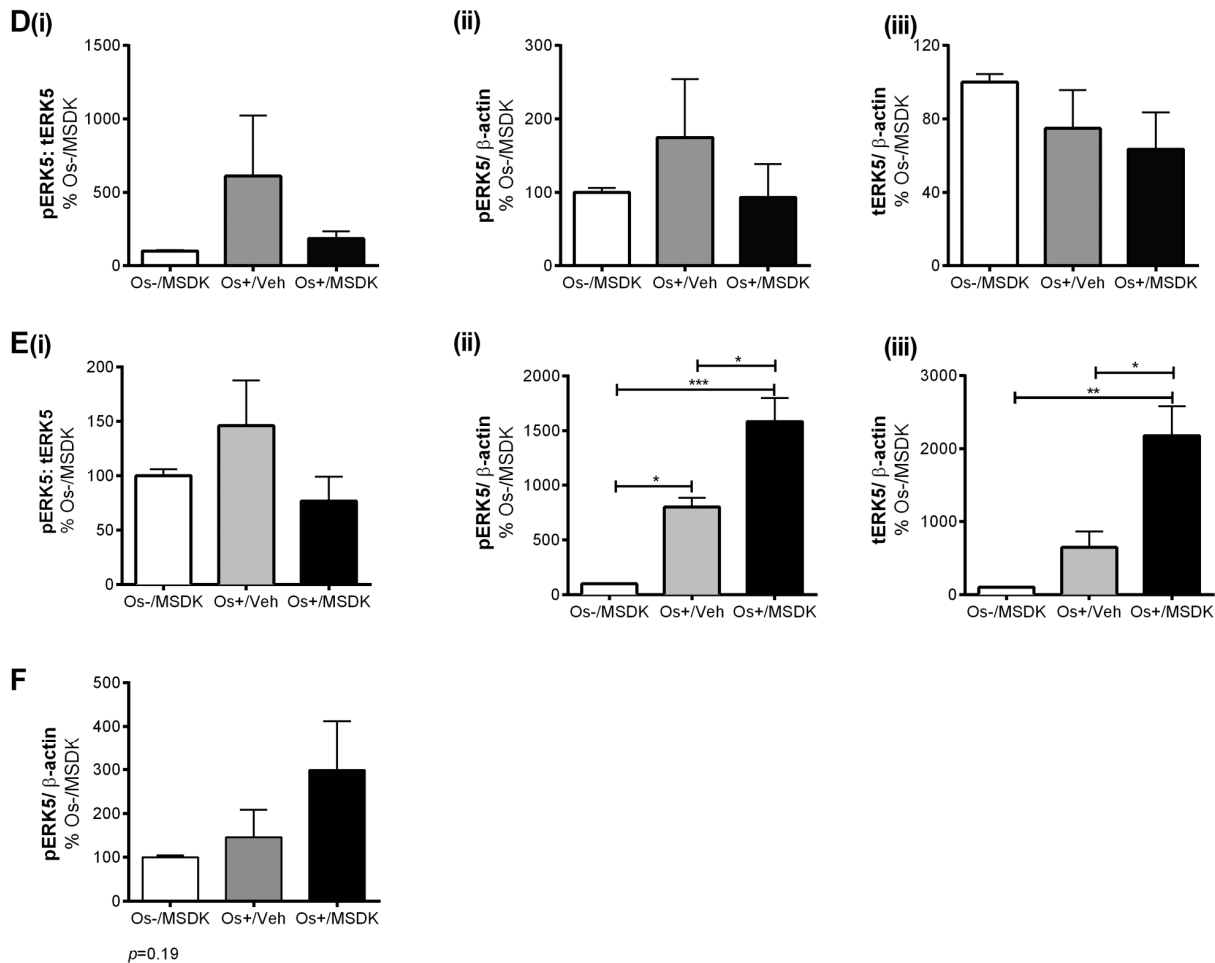 D(i)
pERK5: tERK5
% Os-/MSDK
1500
1000
500
0
Os-/MSDK Os+/Veh Os+/MSDK
(ii)
pERK5/ β-actin
% Os-/MSDK
300
200
100
0
Os-/MSDK Os+/Veh Os+/MSDK
(iii)
tERK5/ β-actin
% Os-/MSDK
120
80
40
0
Os-/MSDK Os+/Veh Os+/MSDK
E(i)
pERK5: tERK5
% Os-/MSDK
200
150
100
50
0
Os-/MSDK Os+/Veh Os+/MSDK
(ii)
pERK5/ β-actin
% Os-/MSDK
2000
1500
1000
500
0
*
***
*
Os-/MSDK Os+/Veh Os+/MSDK
(iii)
tERK5/ β-actin
% Os-/MSDK
3000
2000
1000
0
*
**
Os-/MSDK Os+/Veh Os+/MSDK
F
pERK5/ β-actin
% Os-/MSDK
500
400
300
200
100
0
Os-/MSDK Os+/Veh Os+/MSDK
p=0.19